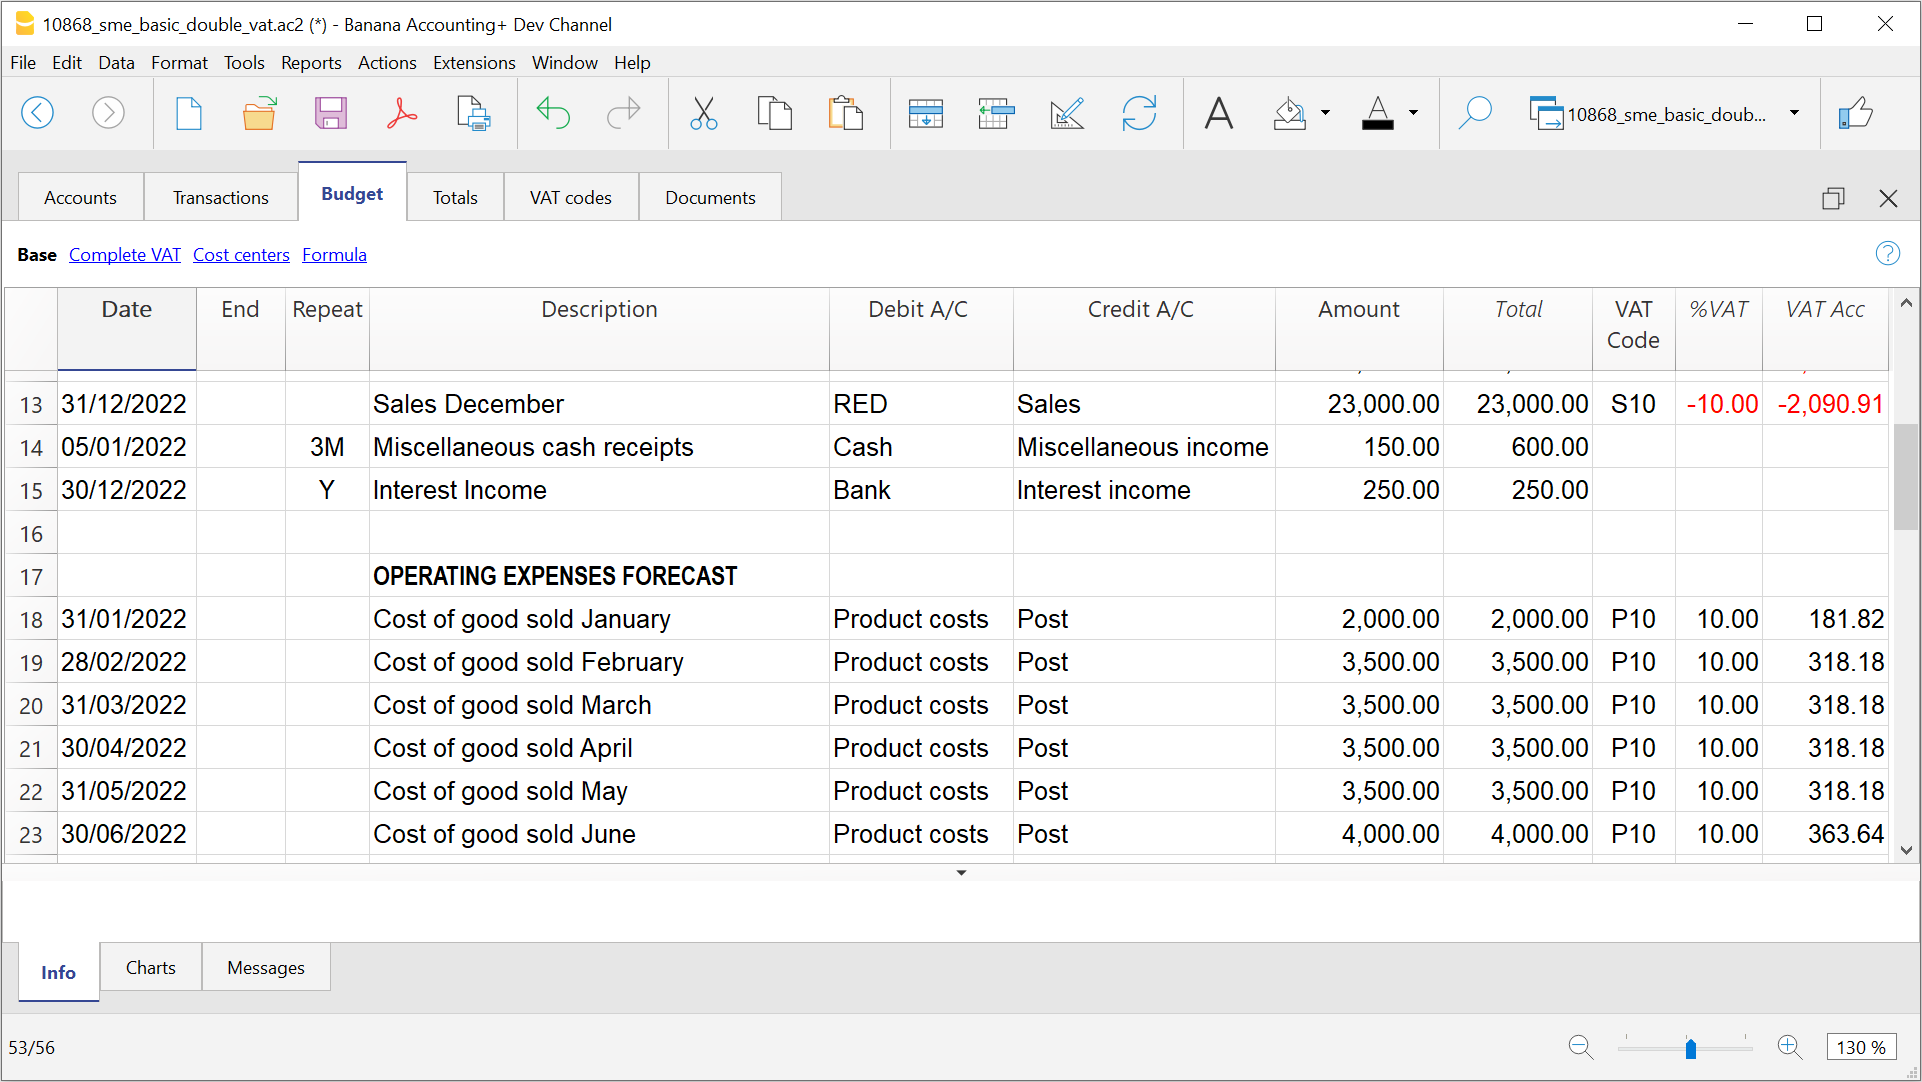 10868_sme_basic_double_vat.ac2 (*) - Banana Accounting+ Dev Channel
File Edit Data Format Tools Reports Actions Extensions Window Help
10868_sme_basic_doub...
Accounts Transactions Budget Totals VAT codes Documents
Base Complete VAT Cost centers Formula
Date End Repeat Description Debit A/C Credit A/C Amount Total VAT Code %VAT VAT Acc
13 31/12/2022 Sales December RED Sales 23,000.00 23,000.00 S10 -10.00 -2,090.91
14 05/01/2022 3M Miscellaneous cash receipts Cash Miscellaneous income 150.00 600.00
15 30/12/2022 Y Interest Income Bank Interest income 250.00 250.00
16
17 OPERATING EXPENSES FORECAST
18 31/01/2022 Cost of good sold January Product costs Post 2,000.00 2,000.00 P10 10.00 181.82
19 28/02/2022 Cost of good sold February Product costs Post 3,500.00 3,500.00 P10 10.00 318.18
20 31/03/2022 Cost of good sold March Product costs Post 3,500.00 3,500.00 P10 10.00 318.18
21 30/04/2022 Cost of good sold April Product costs Post 3,500.00 3,500.00 P10 10.00 318.18
22 31/05/2022 Cost of good sold May Product costs Post 3,500.00 3,500.00 P10 10.00 318.18
23 30/06/2022 Cost of good sold June Product costs Post 4,000.00 4,000.00 P10 10.00 363.64
Info Charts Messages
53/56
130 %